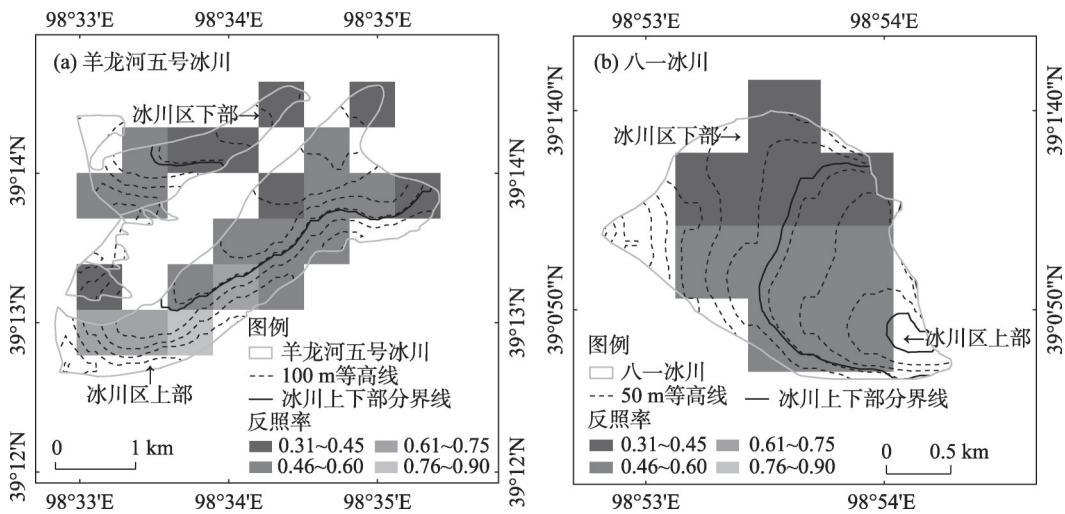 98°33'E 98°34'E 98°35'E
(a) 羊龙河五号冰川
冰川区下部→
39°14'N
39°14'N
39°13'N
39°13'N
39°12'N
39°12'N
冰川区上部
图例
羊龙河五号冰川
100 m等高线
冰川上下部分界线
反照率
0.31~0.45 0.61~0.75
0.46~0.60 0.76~0.90
0 1 km
98°33'E 98°34'E 98°35'E
98°53'E 98°54'E
(b) 八一冰川
冰川区下部→
39°1'40"N
39°1'40"N
39°0'50"N
39°0'50"N
←冰川区上部
图例
八一冰川
50 m等高线 冰川上下部分界线
反照率
0.31~0.45 0.61~0.75
0.46~0.60 0.76~0.90
0 0.5 km
98°53'E 98°54'E